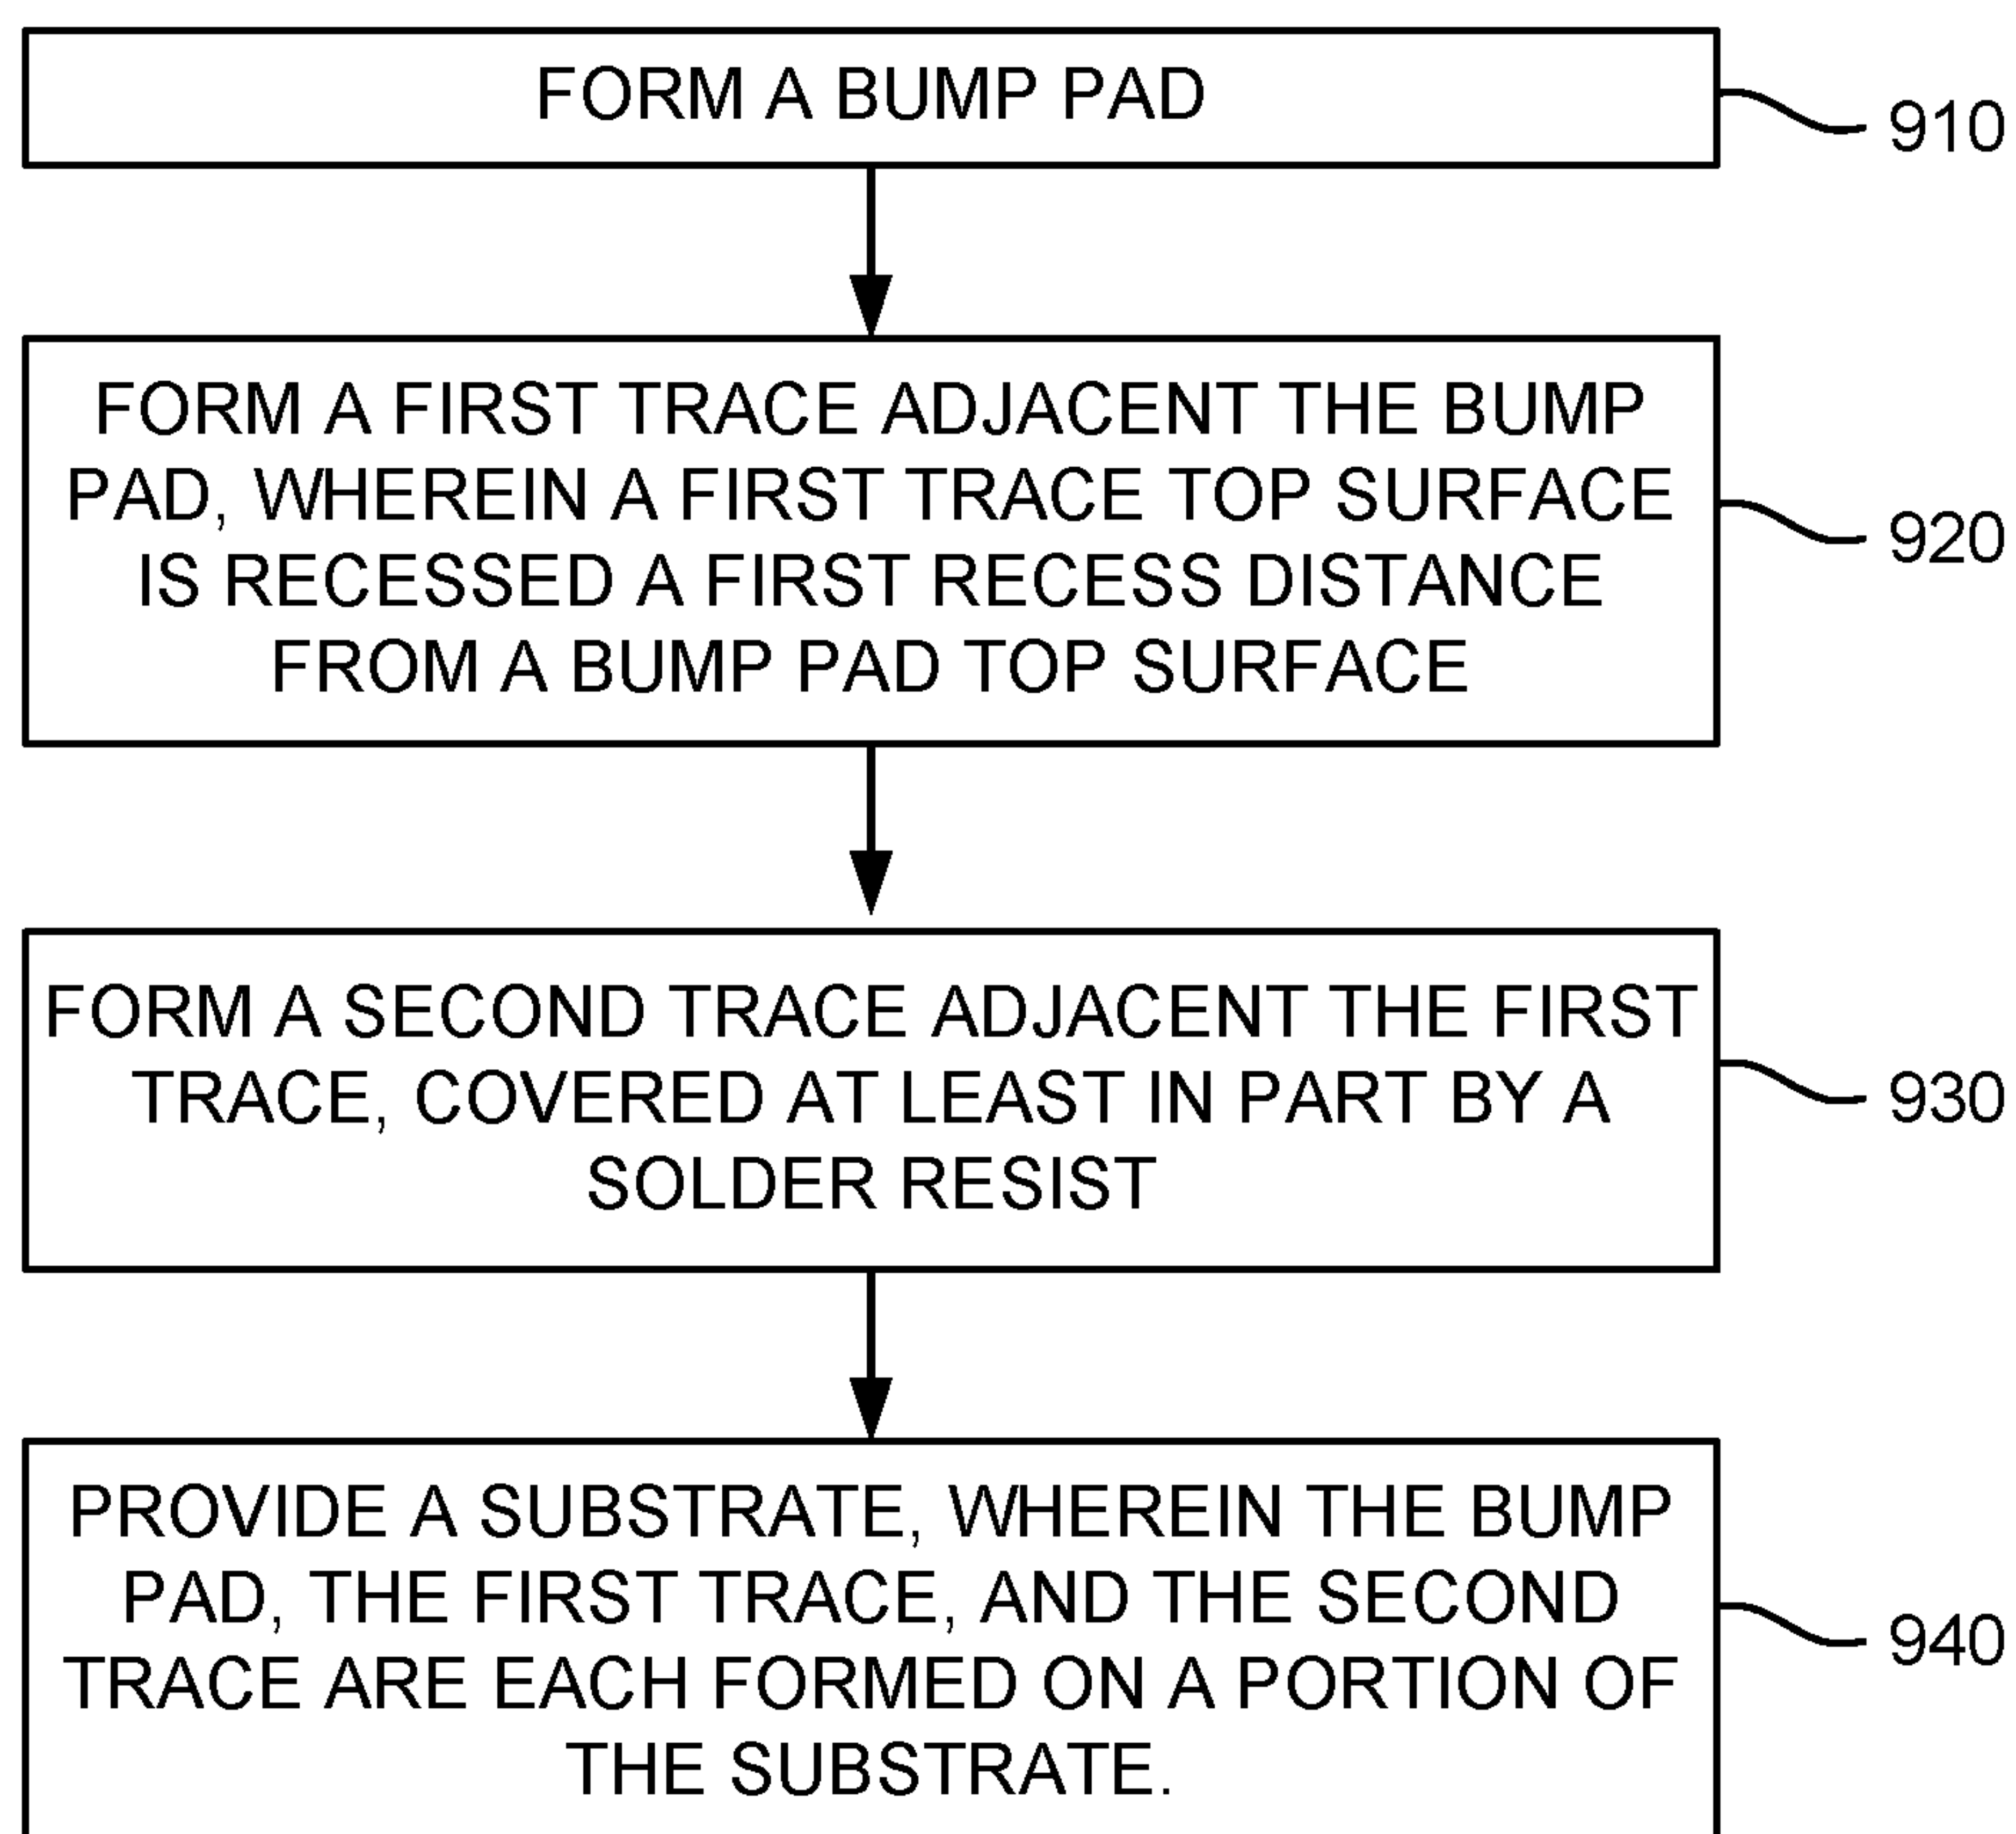 FORM A BUMP PAD
910
FORM A FIRST TRACE ADJACENT THE BUMP
PAD, WHEREIN A FIRST TRACE TOP SURFACE
IS RECESSED A FIRST RECESS DISTANCE
FROM A BUMP PAD TOP SURFACE
920
FORM A SECOND TRACE ADJACENT THE FIRST
TRACE, COVERED AT LEAST IN PART BY A
SOLDER RESIST
930
PROVIDE A SUBSTRATE, WHEREIN THE BUMP
PAD, THE FIRST TRACE, AND THE SECOND
TRACE ARE EACH FORMED ON A PORTION OF
THE SUBSTRATE.
940